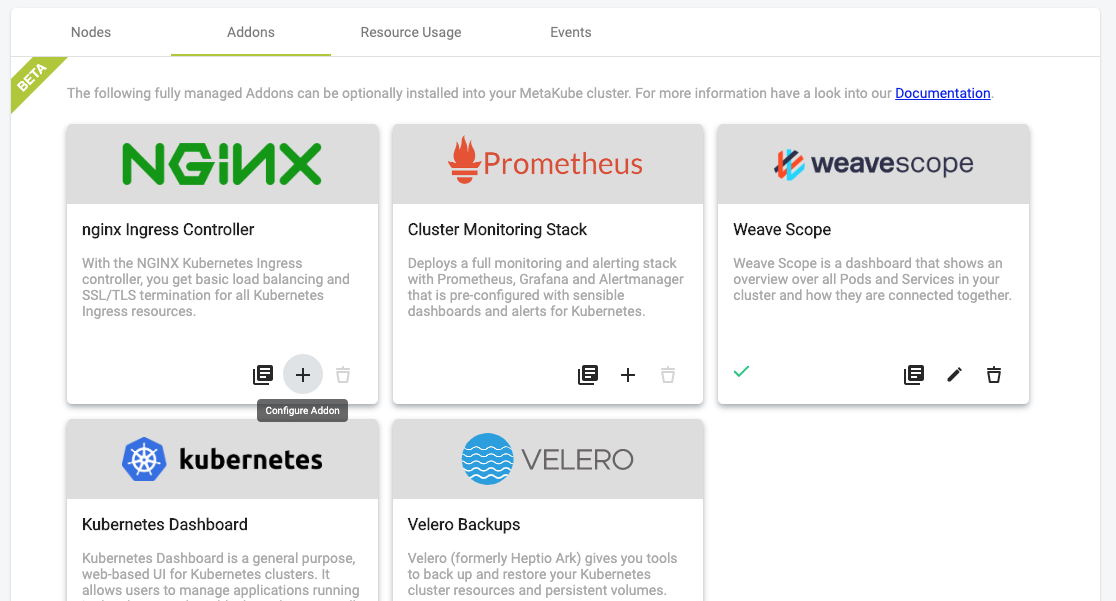 Nodes
Addons
Resource Usage
Events
BETA
The following fully managed Addons can be optionally installed into your MetaKube cluster. For more information have a look into our Documentation.
NGINX
Prometheus
weavescope
nginx Ingress Controller
With the NGINX Kubernetes Ingress
controller, you get basic load balancing and
SSL/TLS termination for all Kubernetes
Ingress resources.
Cluster Monitoring Stack
Deploys a full monitoring and alerting stack
with Prometheus, Grafana and Alertmanager
that is pre-configured with sensible
dashboards and alerts for Kubernetes.
Weave Scope
Weave Scope is a dashboard that shows an
overview over all Pods and Services in your
cluster and how they are connected together.
Configure Addon
kubernetes
VELERO
Kubernetes Dashboard
Kubernetes Dashboard is a general purpose,
web-based UI for Kubernetes clusters. It
allows users to manage applications running
Velero Backups
Velero (formerly Heptio Ark) gives you tools
to back up and restore your Kubernetes
cluster resources and persistent volumes.